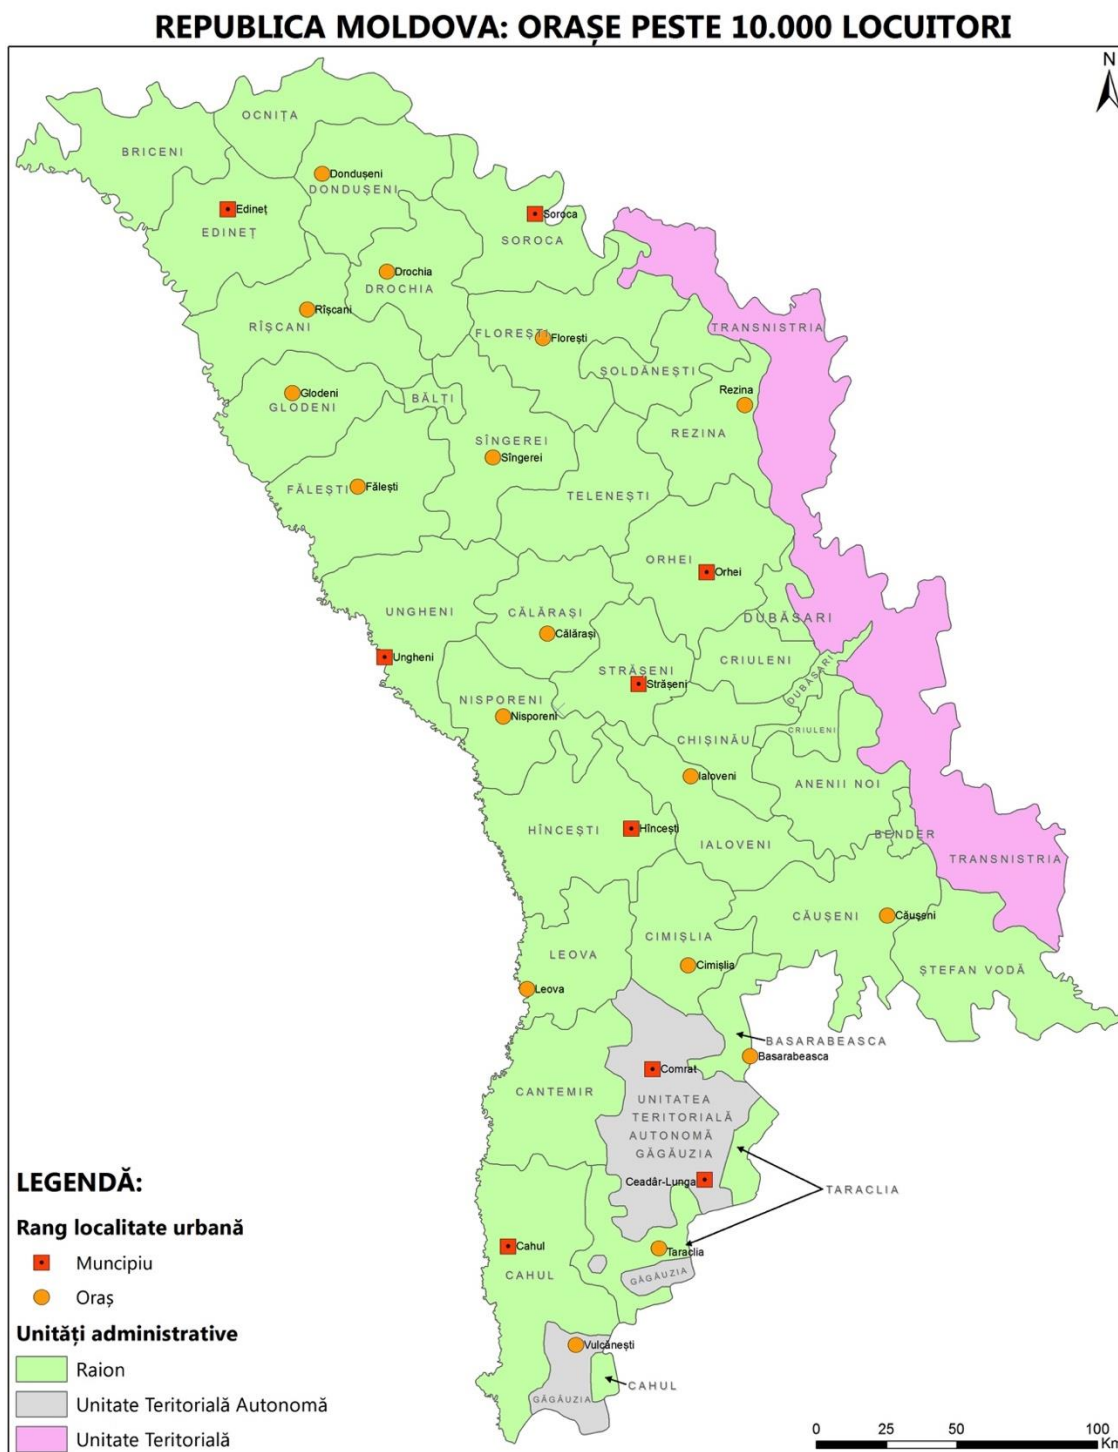 REPUBLICA MOLDOVA: ORAȘE PESTE 10.000 LOCUITORI
N
OCNIȚA
BRICENI
Dondușeni
DONDUȘENI
Edineț
EDINEȚ
Soroca
SOROCA
Drochia
DROCHIA
Rîșcani
RÎȘCANI
TRANSNISTRIA
FLOREȘTI
Florești
ȘOLDĂNEȘTI
Glodeni
GLODENI
BĂLȚI
Rezina
REZINA
SÎNGEREI
Sîngerei
FĂLEȘTI
Fălești
TELENEȘTI
ORHEI
Orhei
UNGHENI
CĂLĂRAȘI
DUBĂSARI
Călărași
Ungheni
STRĂȘENI
CRIULENI
Strășeni
DUBĂSARI
NISPORENI
Nisporeni
CHIȘINĂU
CRIULENI
Ialoveni
ANENII NOI
HÎNCEȘTI
Hîncești
BENDER
IALOVENI
TRANSNISTRIA
CĂUȘENI
Căușeni
CIMIȘLIA
LEOVA
Cimișlia
ȘTEFAN VODĂ
Leova
BASARABEASCA
Basarabeasca
Comrat
CANTEMIR
UNITATEA
TERITORIALĂ
AUTONOMĂ
GĂGĂUZIA
Ceadâr-Lunga
TARACLIA
Cahul
CAHUL
Taraclia
GĂGĂUZIA
Vulcănești
CAHUL
GĂGĂUZIA
LEGENDĂ:
Rang localitate urbană
Muncipiu
Oraș
Unități administrative
Raion
Unitate Teritorială Autonomă
Unitate Teritorială
0 25 50 100
Km